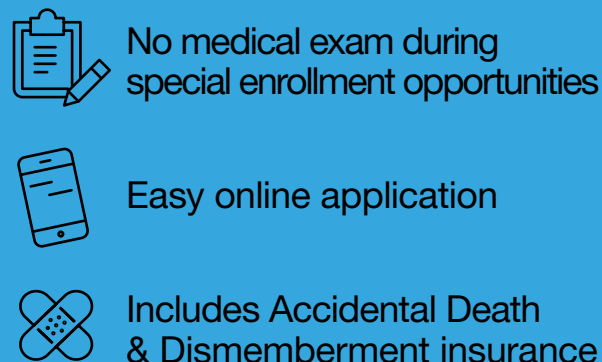 No medical exam during
special enrollment opportunities
Easy online application
Includes Accidental Death
& Dismemberment insurance